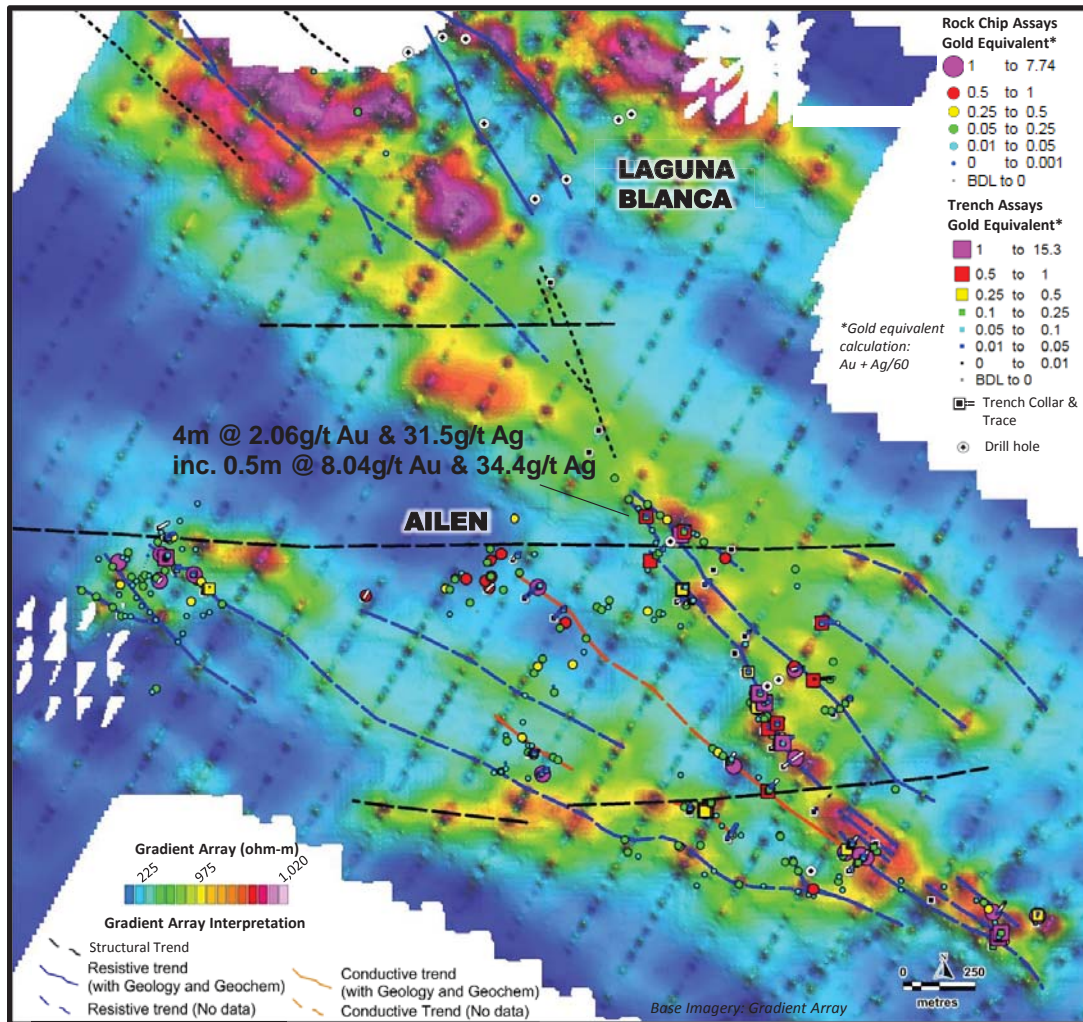 Rock Chip Assays
Gold Equivalent*
1 to 7.74
0.5 to 1
0.25 to 0.5
0.05 to 0.25
0.01 to 0.05
0 to 0.001
BDL to 0
Trench Assays
Gold Equivalent*
1 to 15.3
0.5 to 1
0.25 to 0.5
0.1 to 0.25
0.05 to 0.1
0.01 to 0.05
0 to 0.01
BDL to 0
Trench Collar &
Trace
Drill hole
*Gold equivalent
calculation:
Au + Ag/60
LAGUNA
BLANCA
4m @ 2.06g/t Au & 31.5g/t Ag
inc. 0.5m @ 8.04g/t Au & 34.4g/t Ag
AILEN
Gradient Array (ohm-m)
225 975 1,020
Gradient Array Interpretation
Structural Trend
Resistive trend
(with Geology and Geochem)
Resistive trend (No data)
Conductive trend
(with Geology and Geochem)
Conductive Trend (No data)
N
0 250
metres
Base Imagery: Gradient Array